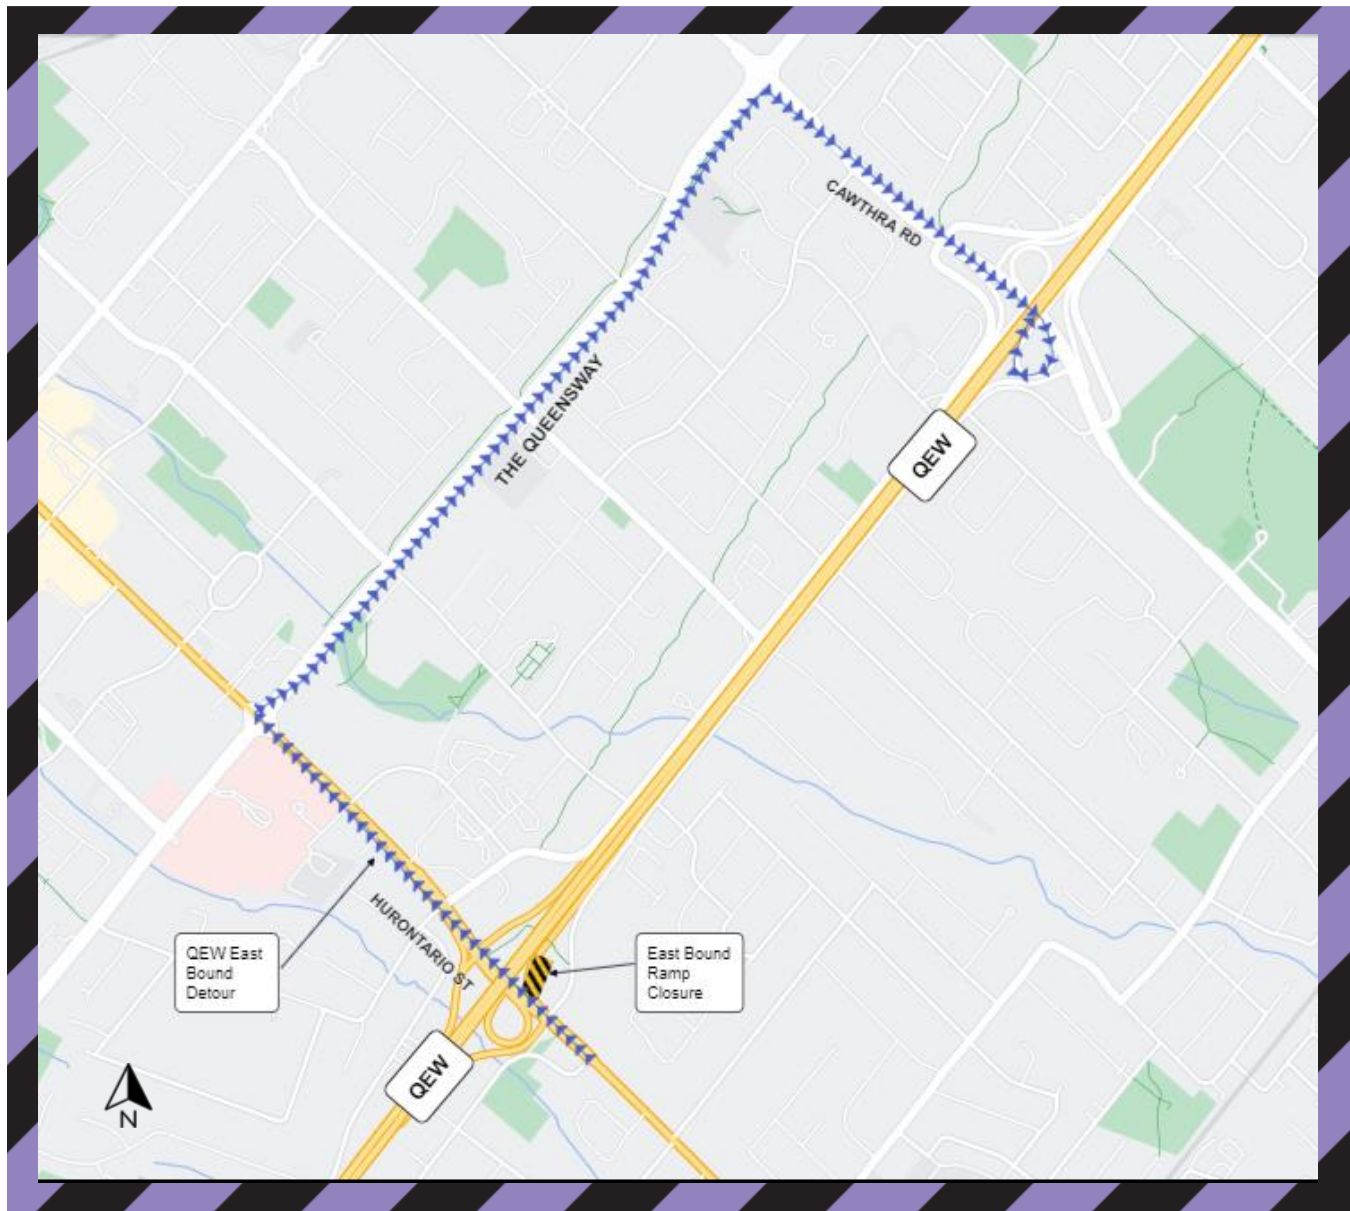 CAWTHRA RD
THE QUEENSWAY
QEW
HURONTARIO ST
QEW East
Bound
Detour
East Bound
Ramp
Closure
QEW
N